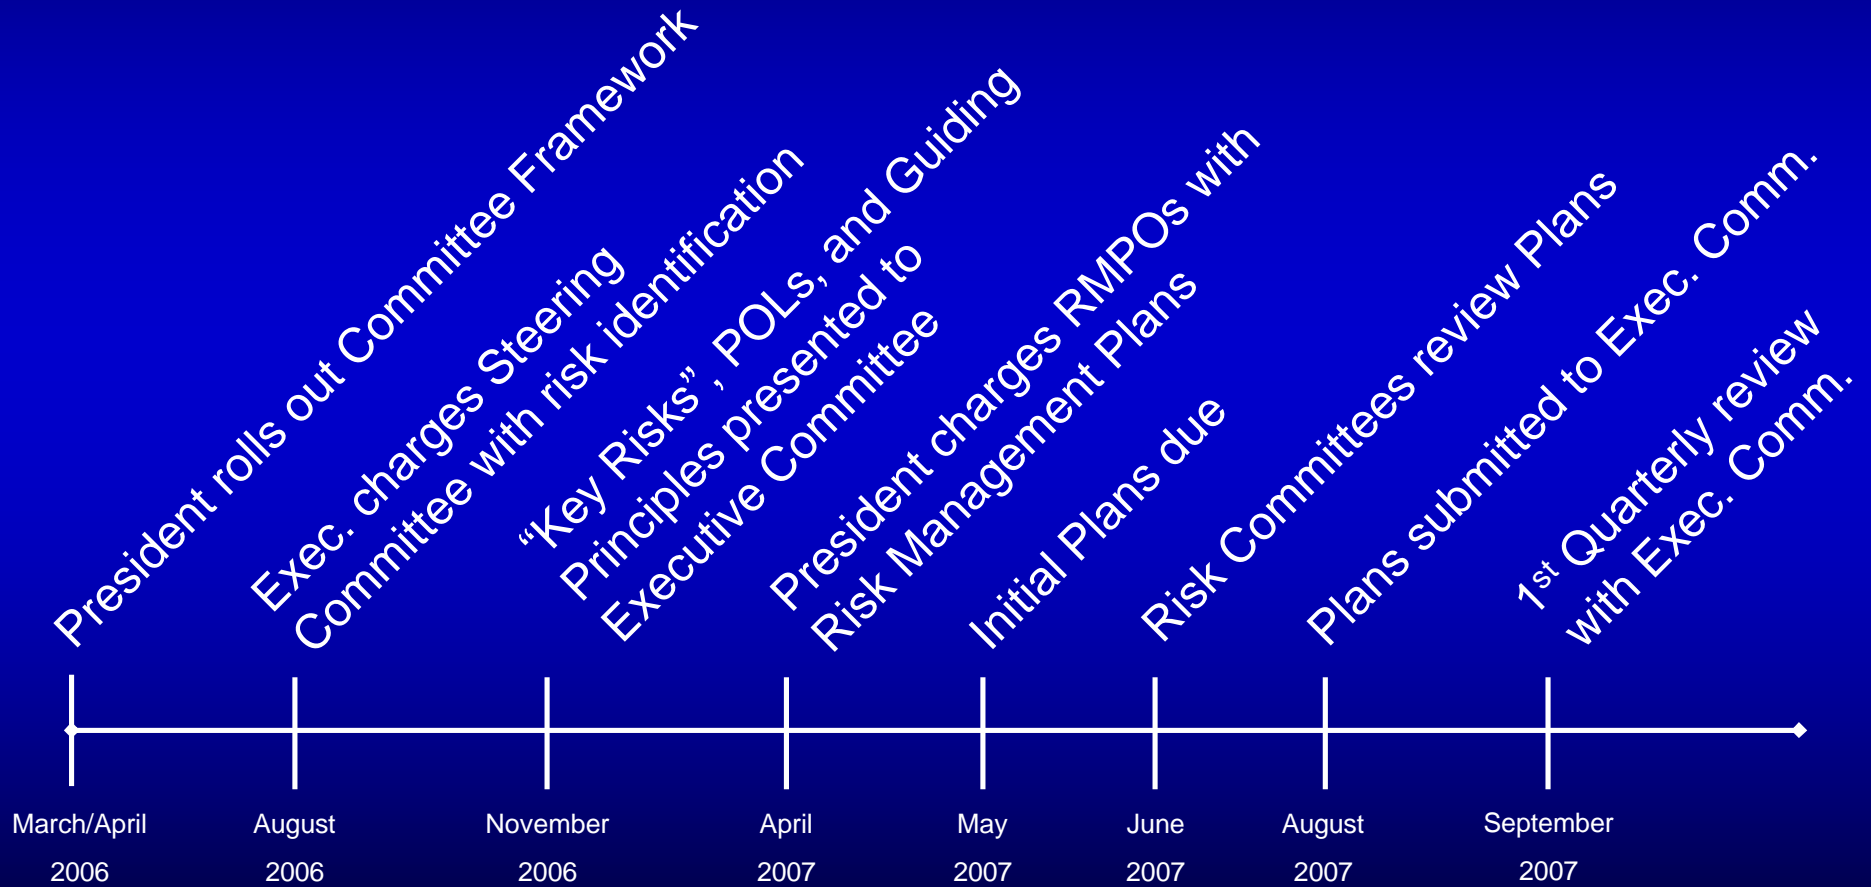 President rolls out Committee Framework
Exec. charges Steering
Committee with risk identification
“Key Risks”, POLs, and Guiding
Principles presented to
Executive Committee
President charges RMPOs with
Risk Management Plans
Initial Plans due
Risk Committees review Plans
Plans submitted to Exec. Comm.
1st Quarterly review
with Exec. Comm.
March/April
2006
August
2006
November
2006
April
2007
May
2007
June
2007
August
2007
September
2007